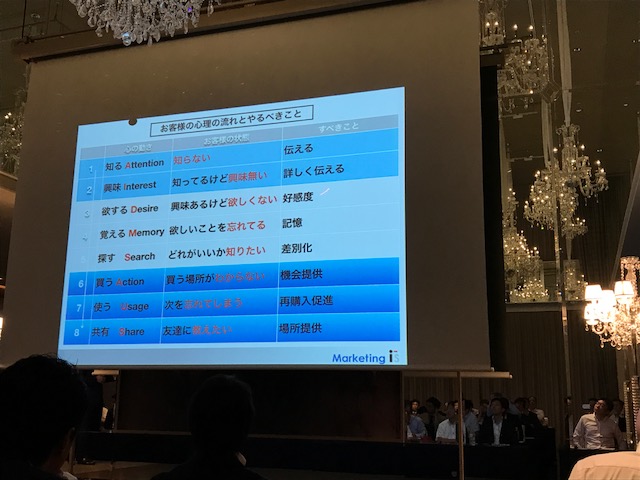 お客様の心理の流れとやるべきこと
心の動き お客様の状態 すべきこと
1 知る Attention 知らない 伝える
2 興味 Interest 知ってるけど興味無い 詳しく伝える
3 欲する Desire 興味あるけど欲しくない 好感度
覚える Memory 欲しいことを忘れてる 記憶
探す Search どれがいいか知りたい 差別化
6 買う Action 買う場所が 機会提供
7 使う Usage 次を 再購入促進
8 共有 Share 友達に教えたい 場所提供
Marketing is